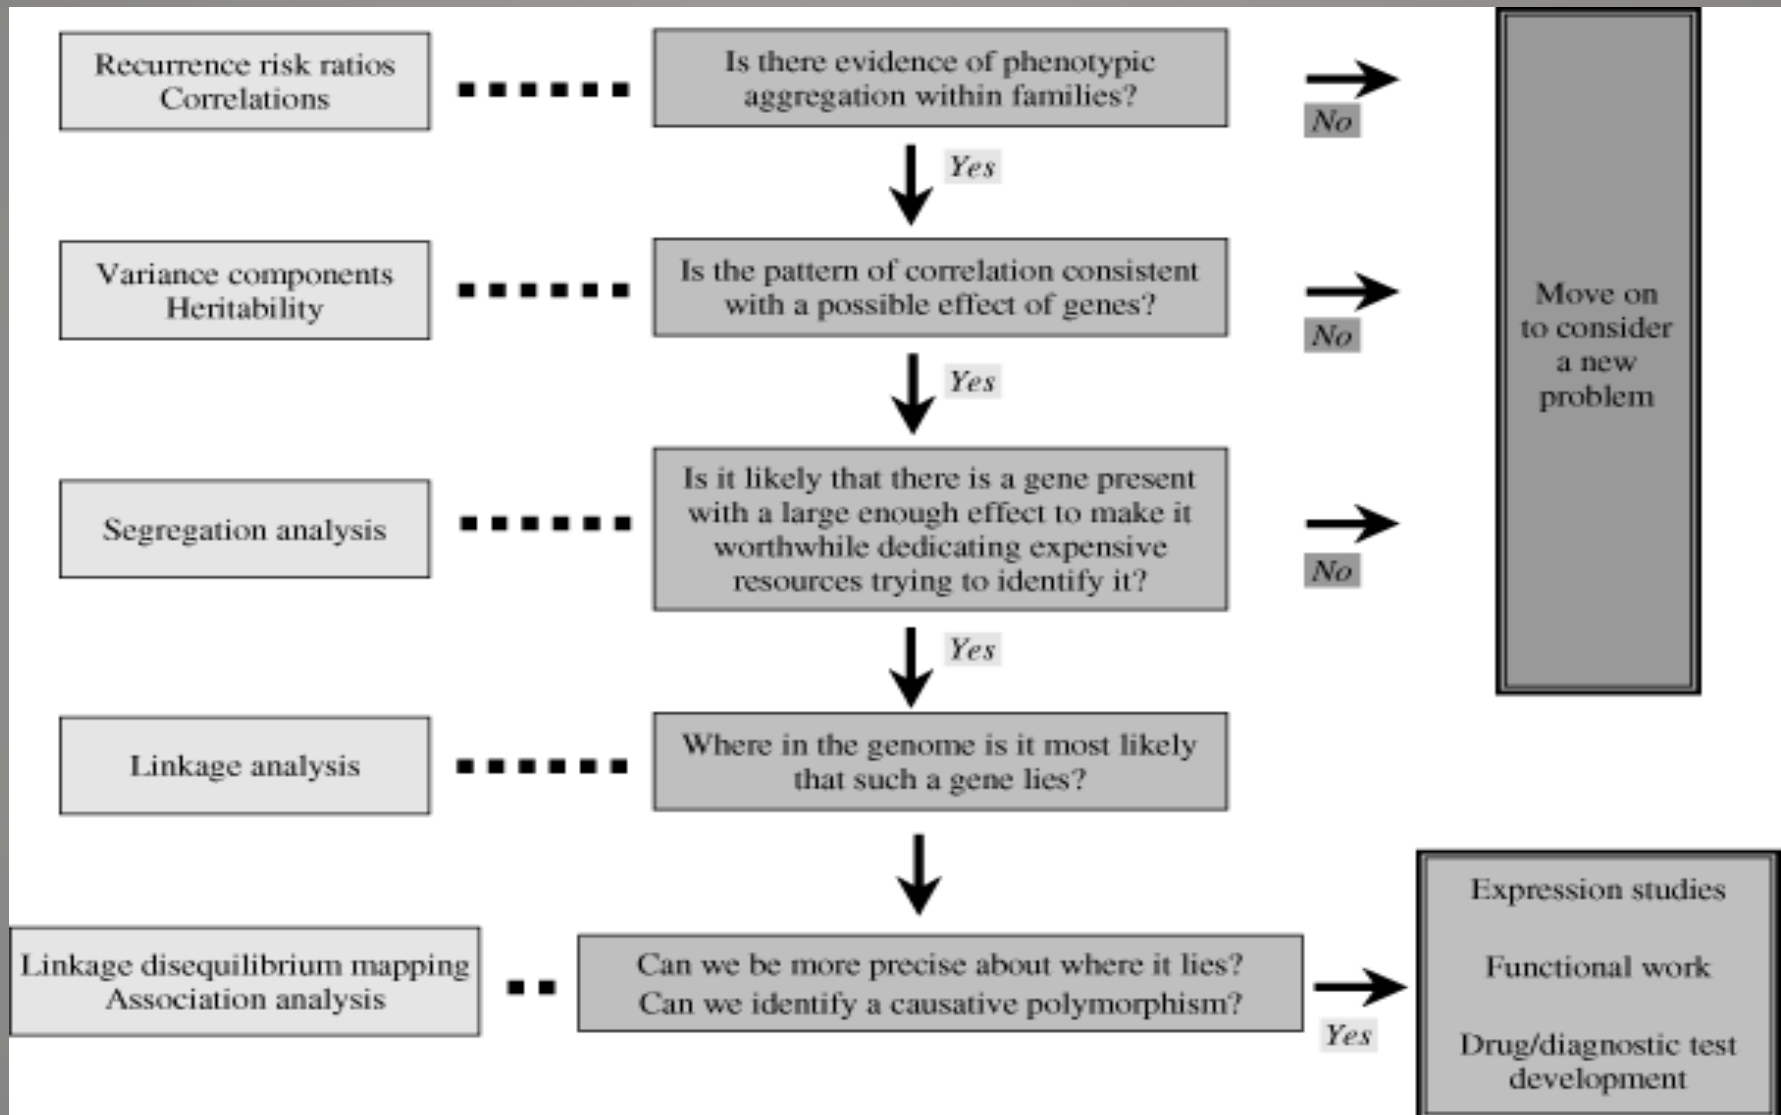 Recurrence risk ratios
Correlations
Is there evidence of phenotypic
aggregation within families?
No
Yes
Variance components
Heritability
Is the pattern of correlation consistent
with a possible effect of genes?
No
Move on
to consider
a new
problem
Yes
Segregation analysis
Is it likely that there is a gene present
with a large enough effect to make it
worthwhile dedicating expensive
resources trying to identify it?
No
Yes
Linkage analysis
Where in the genome is it most likely
that such a gene lies?
Linkage disequilibrium mapping
Association analysis
Can we be more precise about where it lies?
Can we identify a causative polymorphism?
Yes
Expression studies
Functional work
Drug/diagnostic test
development